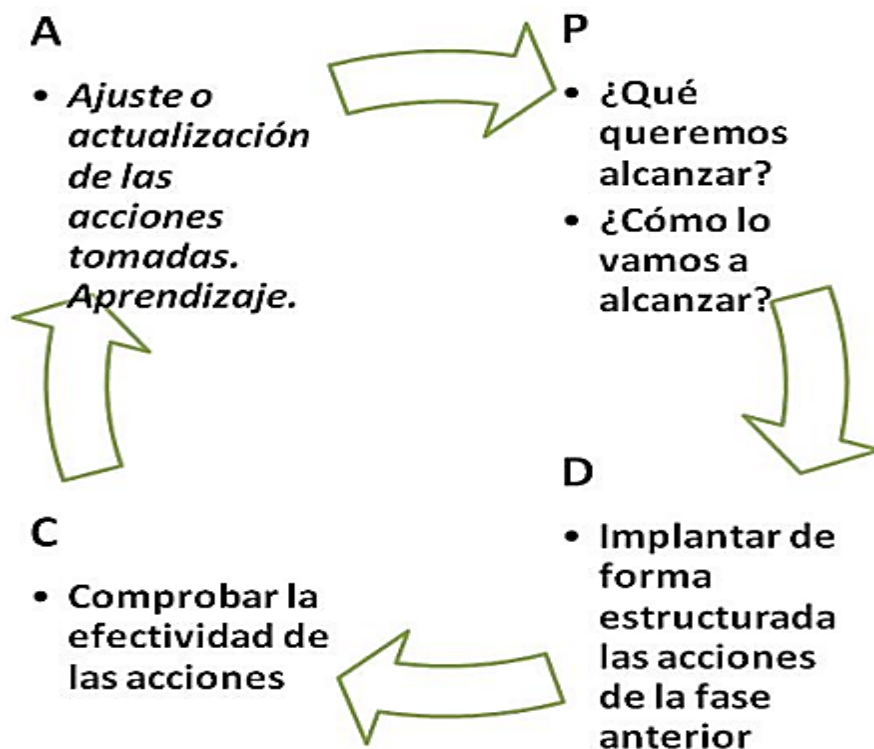 A
• Ajuste o
actualización
de las
acciones
tomadas.
Aprendizaje.
P
• ¿Qué
queremos
alcanzar?
• ¿Cómo lo
vamos a
alcanzar?
D
• Implantar de
forma
estructurada
las acciones
de la fase
anterior
C
• Comprobar la
efectividad de
las acciones